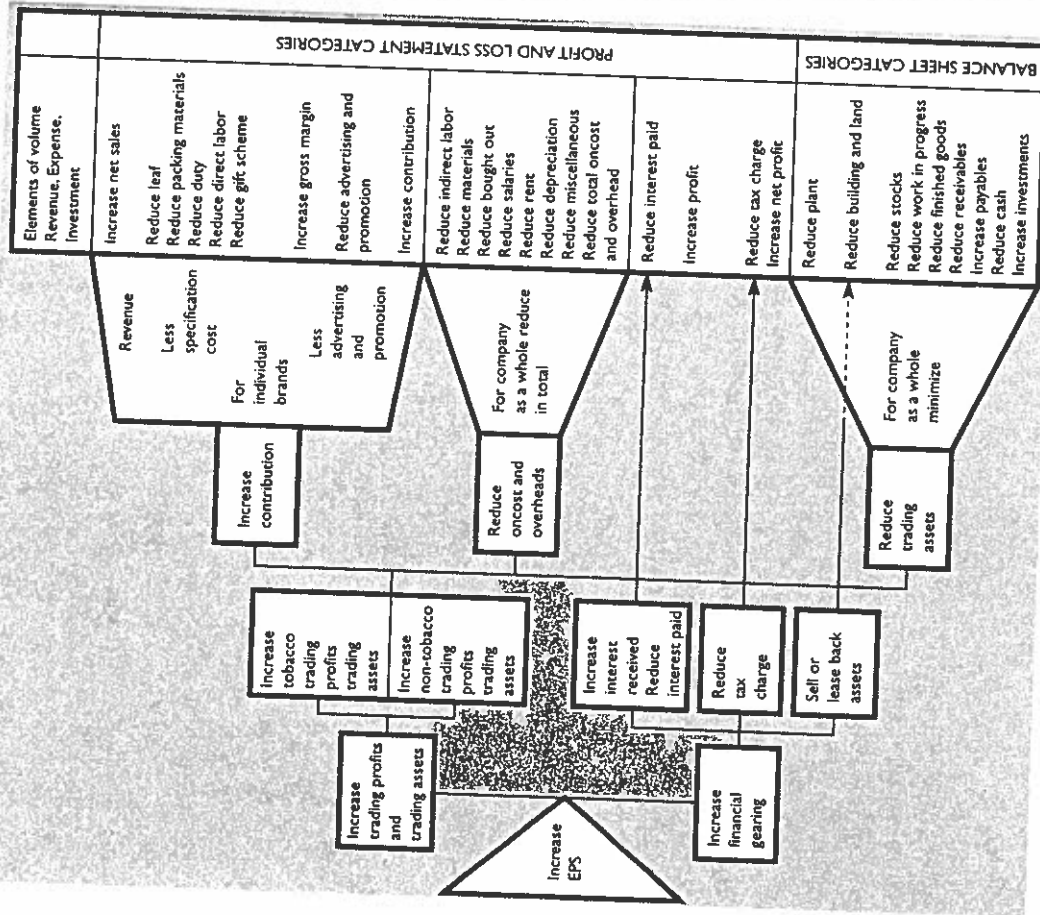 Increase
EPS
Increase
trading profits
and
trading assets
Increase
financial
gearing
Increase
tobacco
trading
profits
trading
assets
Increase
non-tobacco
trading
profits
trading
assets
Increase
interest
received
Reduce
interest paid
Reduce
tax
charge
Sell or
lease back
assets
Increase
contribution
Reduce
oncost and
overheads
Reduce
trading
assets
Revenue
Less
specification
cost
For
individual
brands
Less
advertising
and
promotion
For company
as a whole reduce
in total
For company
as a whole
minimize
Elements of volume
Revenue, Expense,
Investment
Increase net sales
Reduce leaf
Reduce packing materials
Reduce duty
Reduce direct labor
Reduce gift scheme
Increase gross margin
Reduce advertising and
promotion
Increase contribution
Reduce indirect labor
Reduce materials
Reduce bought out
Reduce salaries
Reduce rent
Reduce depreciation
Reduce miscellaneous
Reduce total oncost
and overhead
Reduce interest paid
Increase profit
Reduce tax charge
Increase net profit
Reduce plant
Reduce building and land
Reduce stocks
Reduce work in progress
Reduce finished goods
Reduce receivables
Increase payables
Reduce cash
Increase investments
PROFIT AND LOSS STATEMENT CATEGORIES
BALANCE SHEET CATEGORIES